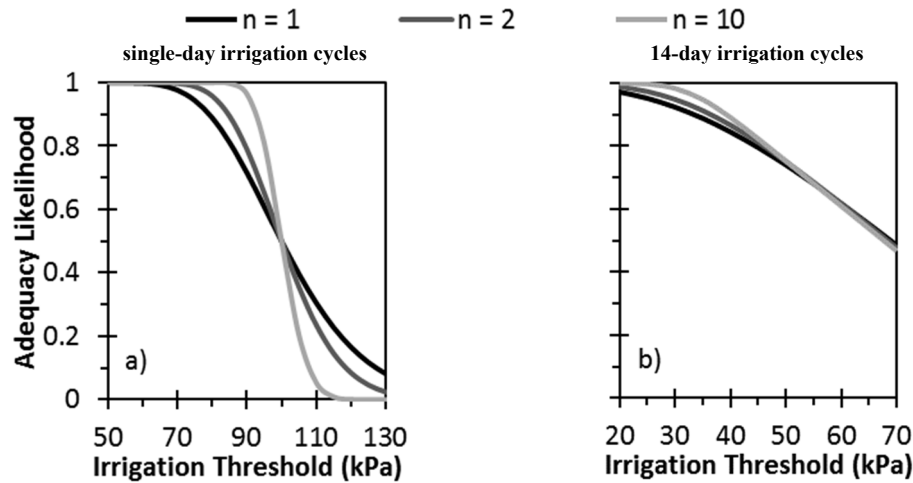 n = 1 n = 2 n = 10
single-day irrigation cycles 14-day irrigation cycles
Adequacy Likelihood
1
0.8
0.6
0.4
0.2
0
a) b)
50 70 90 110 130 20 30 40 50 60 70
Irrigation Threshold (kPa) Irrigation Threshold (kPa)